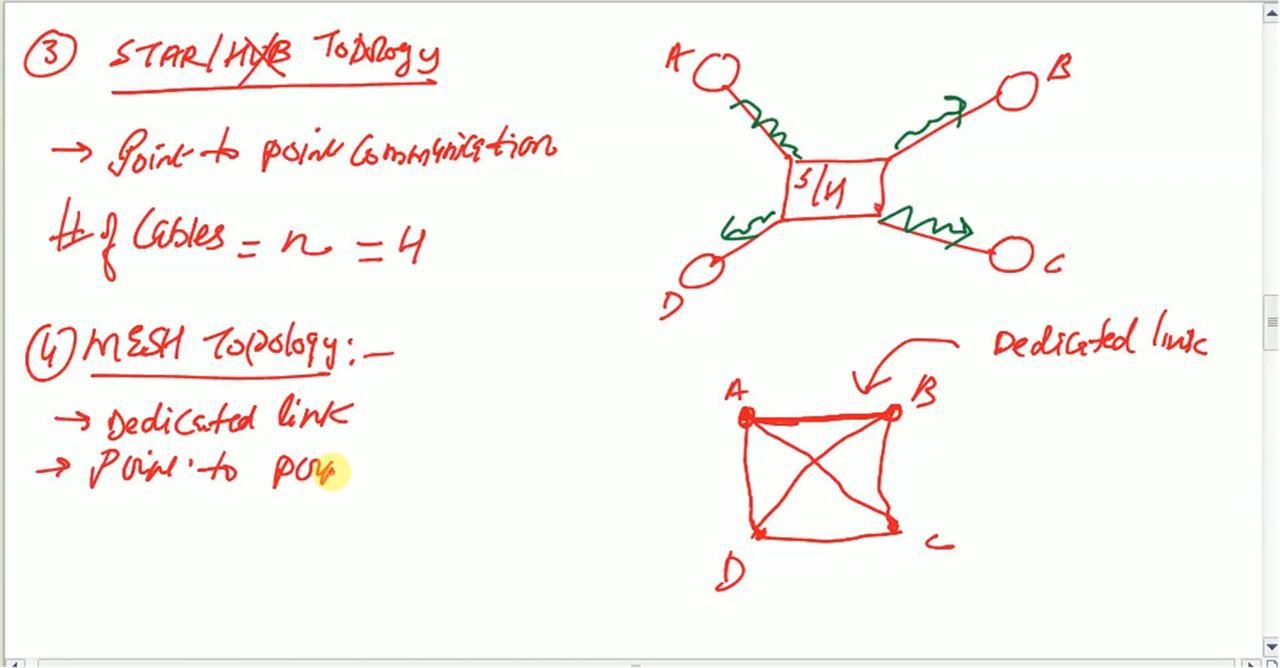 3 STAR/HUB Topology
→ Point to point communication
# of Cables = n = 4
4 MESH Topology:-
→ Dedicated link
→ Point to poi
A
B
S/H
D
C
Dedicated link
A
B
D
C